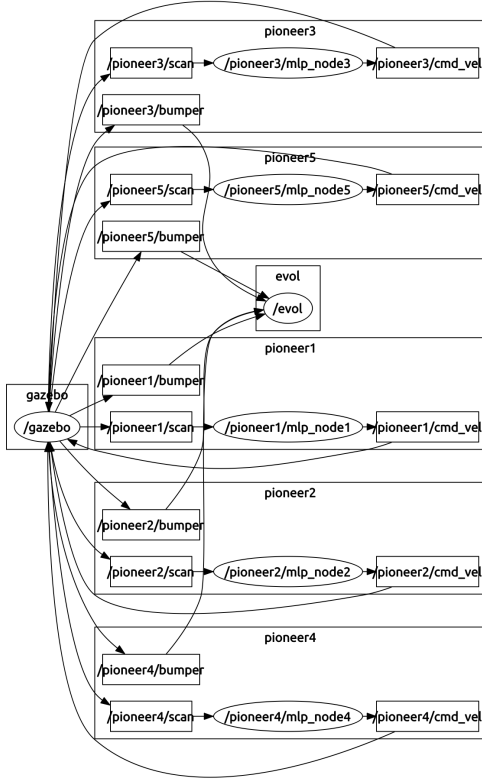 pioneer3
/pioneer3/scan
/pioneer3/mlp_node3
/pioneer3/cmd_vel
/pioneer3/bumper
pioneer5
/pioneer5/scan
/pioneer5/mlp_node5
/pioneer5/cmd_vel
/pioneer5/bumper
evol
/evol
pioneer1
/pioneer1/bumper
gazebo
/gazebo
/pioneer1/scan
/pioneer1/mlp_node1
/pioneer1/cmd_vel
pioneer2
/pioneer2/bumper
/pioneer2/scan
/pioneer2/mlp_node2
/pioneer2/cmd_vel
pioneer4
/pioneer4/bumper
/pioneer4/scan
/pioneer4/mlp_node4
/pioneer4/cmd_vel